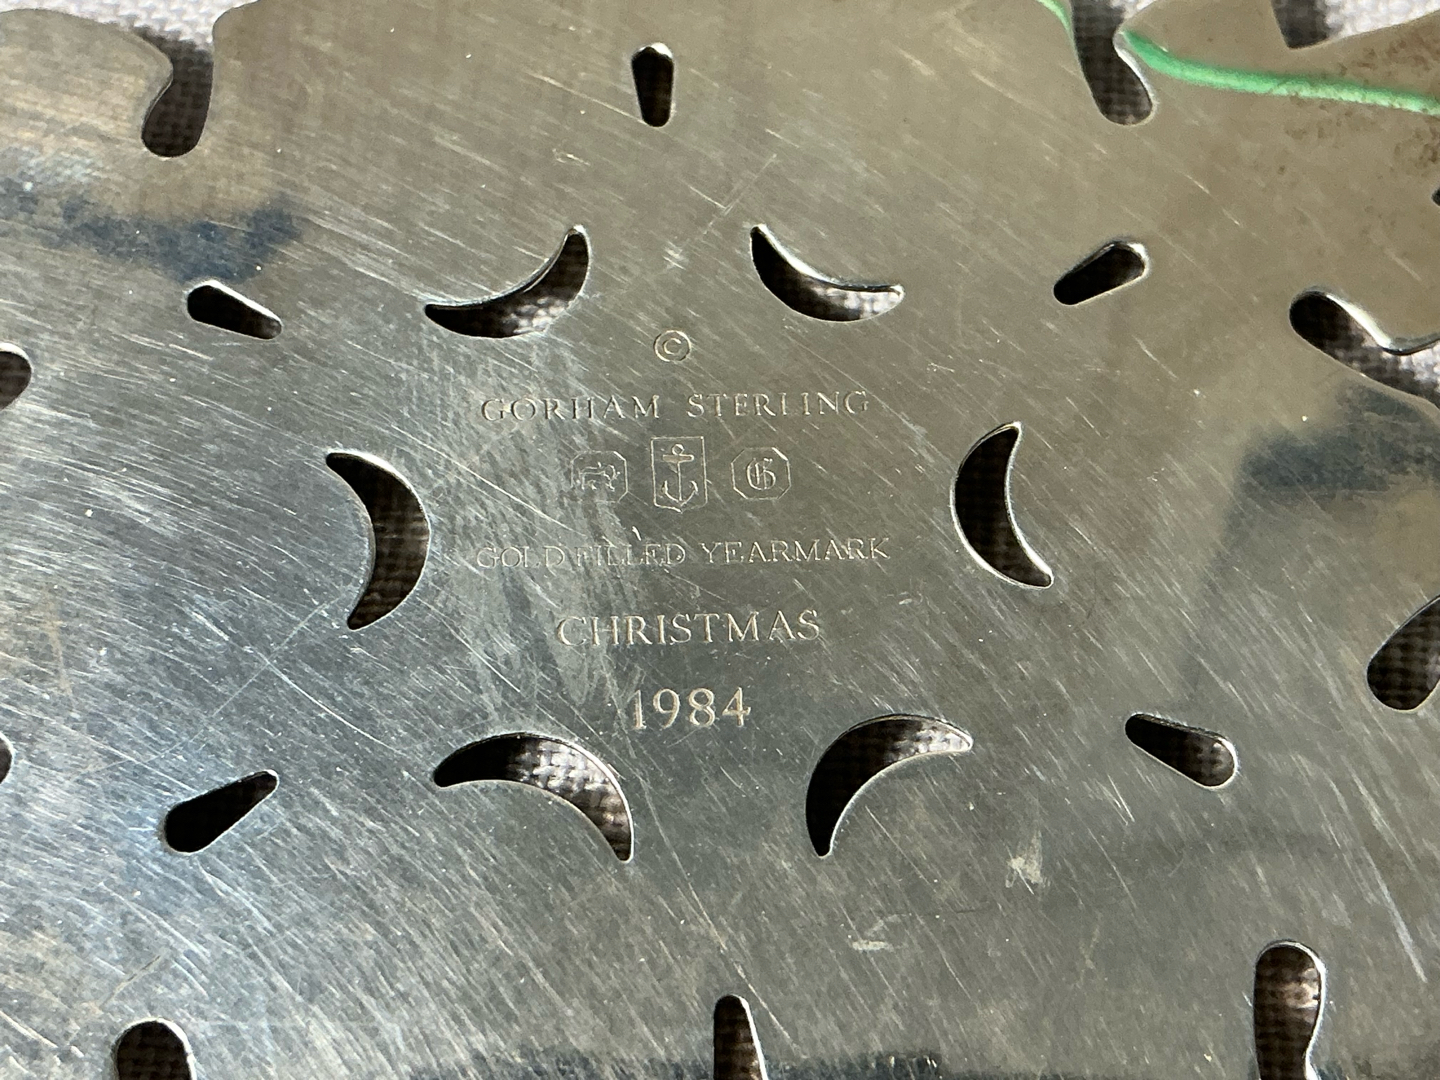 ©
GORHAM STERLING
G
GOLD FILLED YEARMARK
CHRISTMAS
1984